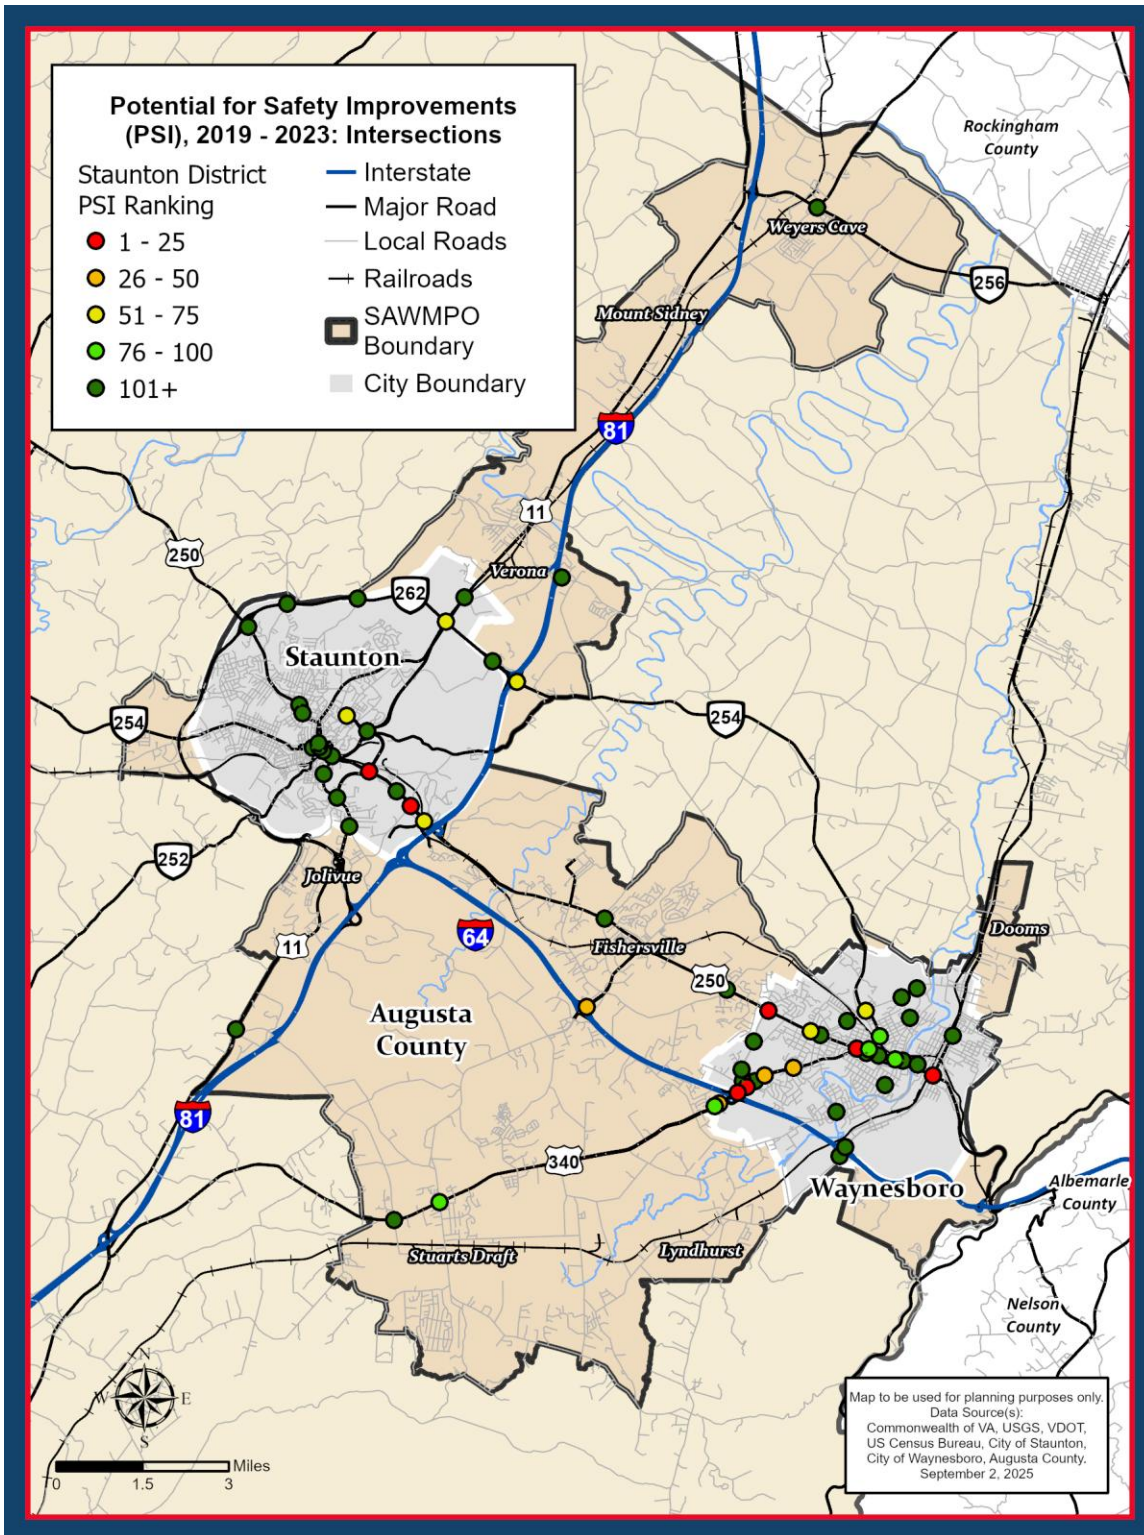 Potential for Safety Improvements
(PSI), 2019 - 2023: Intersections
Staunton District
PSI Ranking
1 - 25
26 - 50
51 - 75
76 - 100
101+
Interstate
Major Road
Local Roads
Railroads
SAWMPO
Boundary
City Boundary
Rockingham
County
Weyers Cave
256
Mount Sidney
81
11
250
Verona
262
Staunton
254
254
252
Jolivue
11
64
Dooms
Fishersville
250
Augusta
County
81
340
Waynesboro
Albemarle
County
Stuarts Draft
Lyndhurst
Nelson
County
N
W E
S
0 1.5 3 Miles
Map to be used for planning purposes only.
Data Source(s):
Commonwealth of VA, USGS, VDOT,
US Census Bureau, City of Staunton,
City of Waynesboro, Augusta County.
September 2, 2025